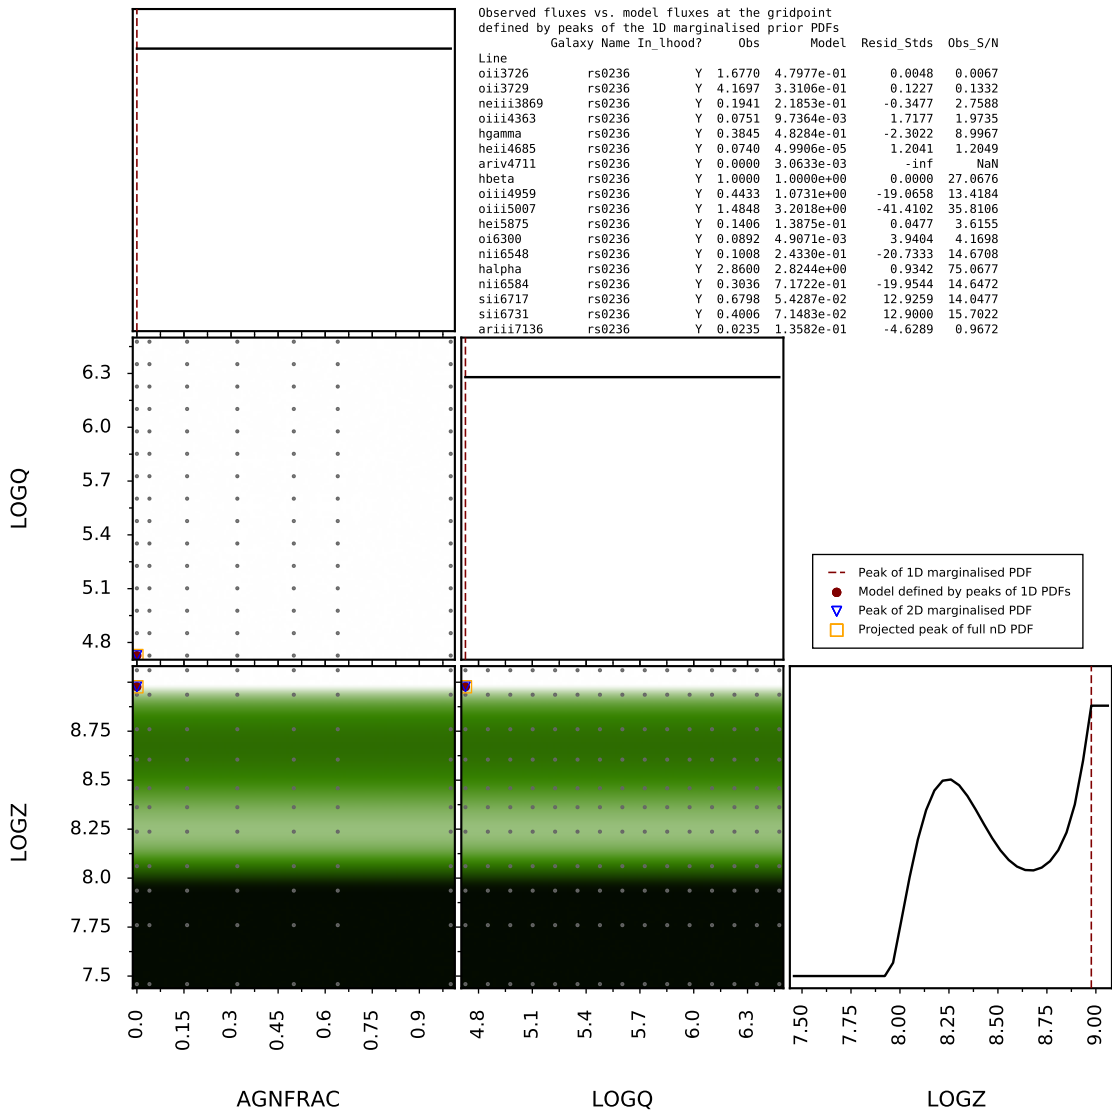 Observed fluxes vs. model fluxes at the gridpoint
defined by peaks of the 1D marginalised prior PDFs
Galaxy Name In_lhood? Obs Model Resid_Stds Obs_S/N
Line
oii3726 rs0236 Y 1.6770 4.7977e-01 0.0048 0.0067
oii3729 rs0236 Y 4.1697 3.3106e-01 0.1227 0.1332
neiii3869 rs0236 Y 0.1941 2.1853e-01 -0.3477 2.7588
oiii4363 rs0236 Y 0.0751 9.7364e-03 1.7177 1.9735
hgamma rs0236 Y 0.3845 4.8284e-01 -2.3022 8.9967
heii4685 rs0236 Y 0.0740 4.9906e-05 1.2041 1.2049
ariv4711 rs0236 Y 0.0000 3.0633e-03 -inf NaN
hbeta rs0236 Y 1.0000 1.0000e+00 0.0000 27.0676
oiii4959 rs0236 Y 0.4433 1.0731e+00 -19.0658 13.4184
oiii5007 rs0236 Y 1.4848 3.2018e+00 -41.4102 35.8106
hei5875 rs0236 Y 0.1406 1.3875e-01 0.0477 3.6155
oi6300 rs0236 Y 0.0892 4.9071e-03 3.9404 4.1698
nii6548 rs0236 Y 0.1008 2.4330e-01 -20.7333 14.6708
halpha rs0236 Y 2.8600 2.8244e+00 0.9342 75.0677
nii6584 rs0236 Y 0.3036 7.1722e-01 -19.9544 14.6472
sii6717 rs0236 Y 0.6798 5.4287e-02 12.9259 14.0477
sii6731 rs0236 Y 0.4006 7.1483e-02 12.9000 15.7022
ariii7136 rs0236 Y 0.0235 1.3582e-01 -4.6289 0.9672
6.3
6.0
5.7
5.4
5.1
4.8
LOGQ
Peak of 1D marginalised PDF
Model defined by peaks of 1D PDFs
Peak of 2D marginalised PDF
Projected peak of full nD PDF
8.75
8.5
8.25
8.0
7.75
7.5
LOGZ
0.0 0.15 0.3 0.45 0.6 0.75 0.9
4.8 5.1 5.4 5.7 6.0 6.3
7.50 7.75 8.00 8.25 8.50 8.75 9.00
AGNFRAC LOGQ LOGZ